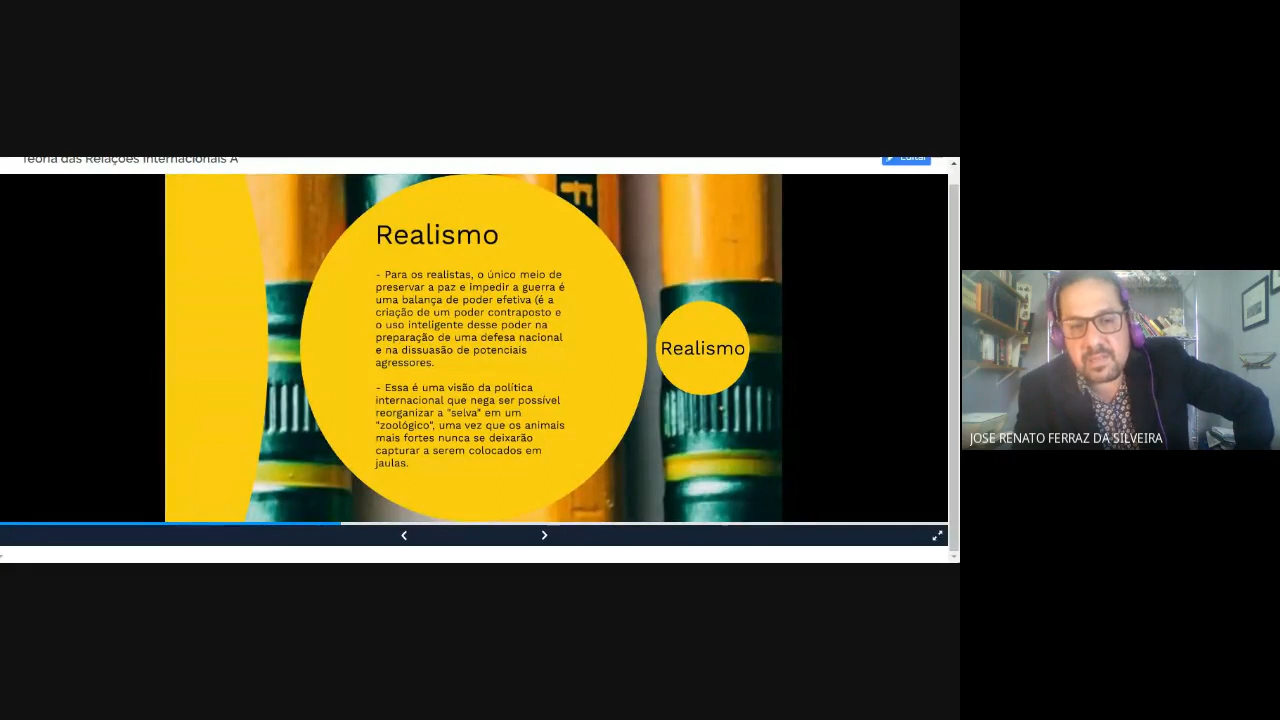 Teoria das Relações Internacionais A
Editar
Realismo
- Para os realistas, o único meio de
preservar a paz e impedir a guerra é
uma balança de poder efetiva (é a
criação de um poder contraposto e
o uso inteligente desse poder na
preparação de uma defesa nacional
e na dissuasão de potenciais
agressores.
- Essa é uma visão da política
internacional que nega ser possível
reorganizar a "selva" em um
"zoológico", uma vez que os animais
mais fortes nunca se deixarão
capturar a serem colocados em
jaulas.
Realismo
F
JOSE RENATO FERRAZ DA SILVEIRA